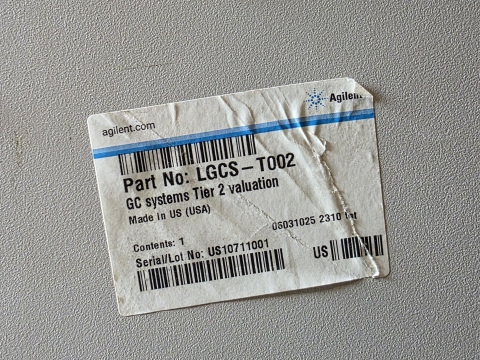 agilent.com
Agilent
Part No: LGCS-T002
GC systems Tier 2 valuation
Made in US (USA)
06031025 2310
Contents: 1
Serial/Lot No: US10711001
US